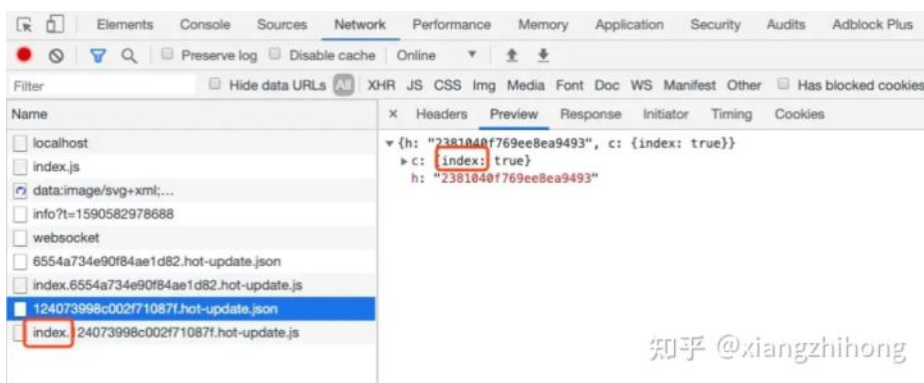 Elements Console Sources Network Performance Memory Application Security Audits Adblock Plus
Preserve log Disable cache Online
Filter Hide data URLs All XHR JS CSS Img Media Font Doc WS Manifest Other Has blocked cookies
Name
× Headers Preview Response Initiator Timing Cookies
localhost
index.js
data:image/svg+xml;...
info?t=1590582978688
websocket
6554a734e90f84ae1d82.hot-update.json
index.6554a734e90f84ae1d82.hot-update.js
124073998c002f71087f.hot-update.json
index.124073998c002f71087f.hot-update.js
▼{h: "2381040f769ee8ea9493", c: {index: true}}
▶c: {index: true}
h: "2381040f769ee8ea9493"
知乎 @xiangzhihong